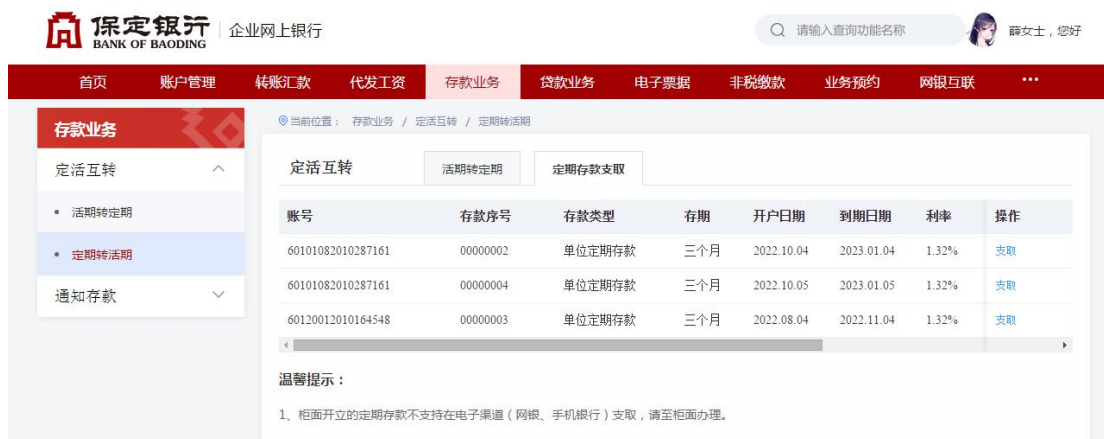 保定银行 企业网上银行 请输入查询功能名称 薛女士，您好
BANK OF BAODING
首页 账户管理 转账汇款 代发工资 存款业务 贷款业务 电子票据 非税缴款 业务预约 网银互联 •••
存款业务
定活互转
• 活期转定期
• 定期转活期
通知存款
当前位置： 存款业务 / 定活互转 / 定期转活期
定活互转 活期转定期 定期存款支取
账号 存款序号 存款类型 存期 开户日期 到期日期 利率 操作
60101082010287161 00000002 单位定期存款 三个月 2022.10.04 2023.01.04 1.32% 支取
60101082010287161 00000004 单位定期存款 三个月 2022.10.05 2023.01.05 1.32% 支取
60120012010164548 00000003 单位定期存款 三个月 2022.08.04 2022.11.04 1.32% 支取
温馨提示：
1、柜面开立的定期存款不支持在电子渠道（网银、手机银行）支取，请至柜面办理。